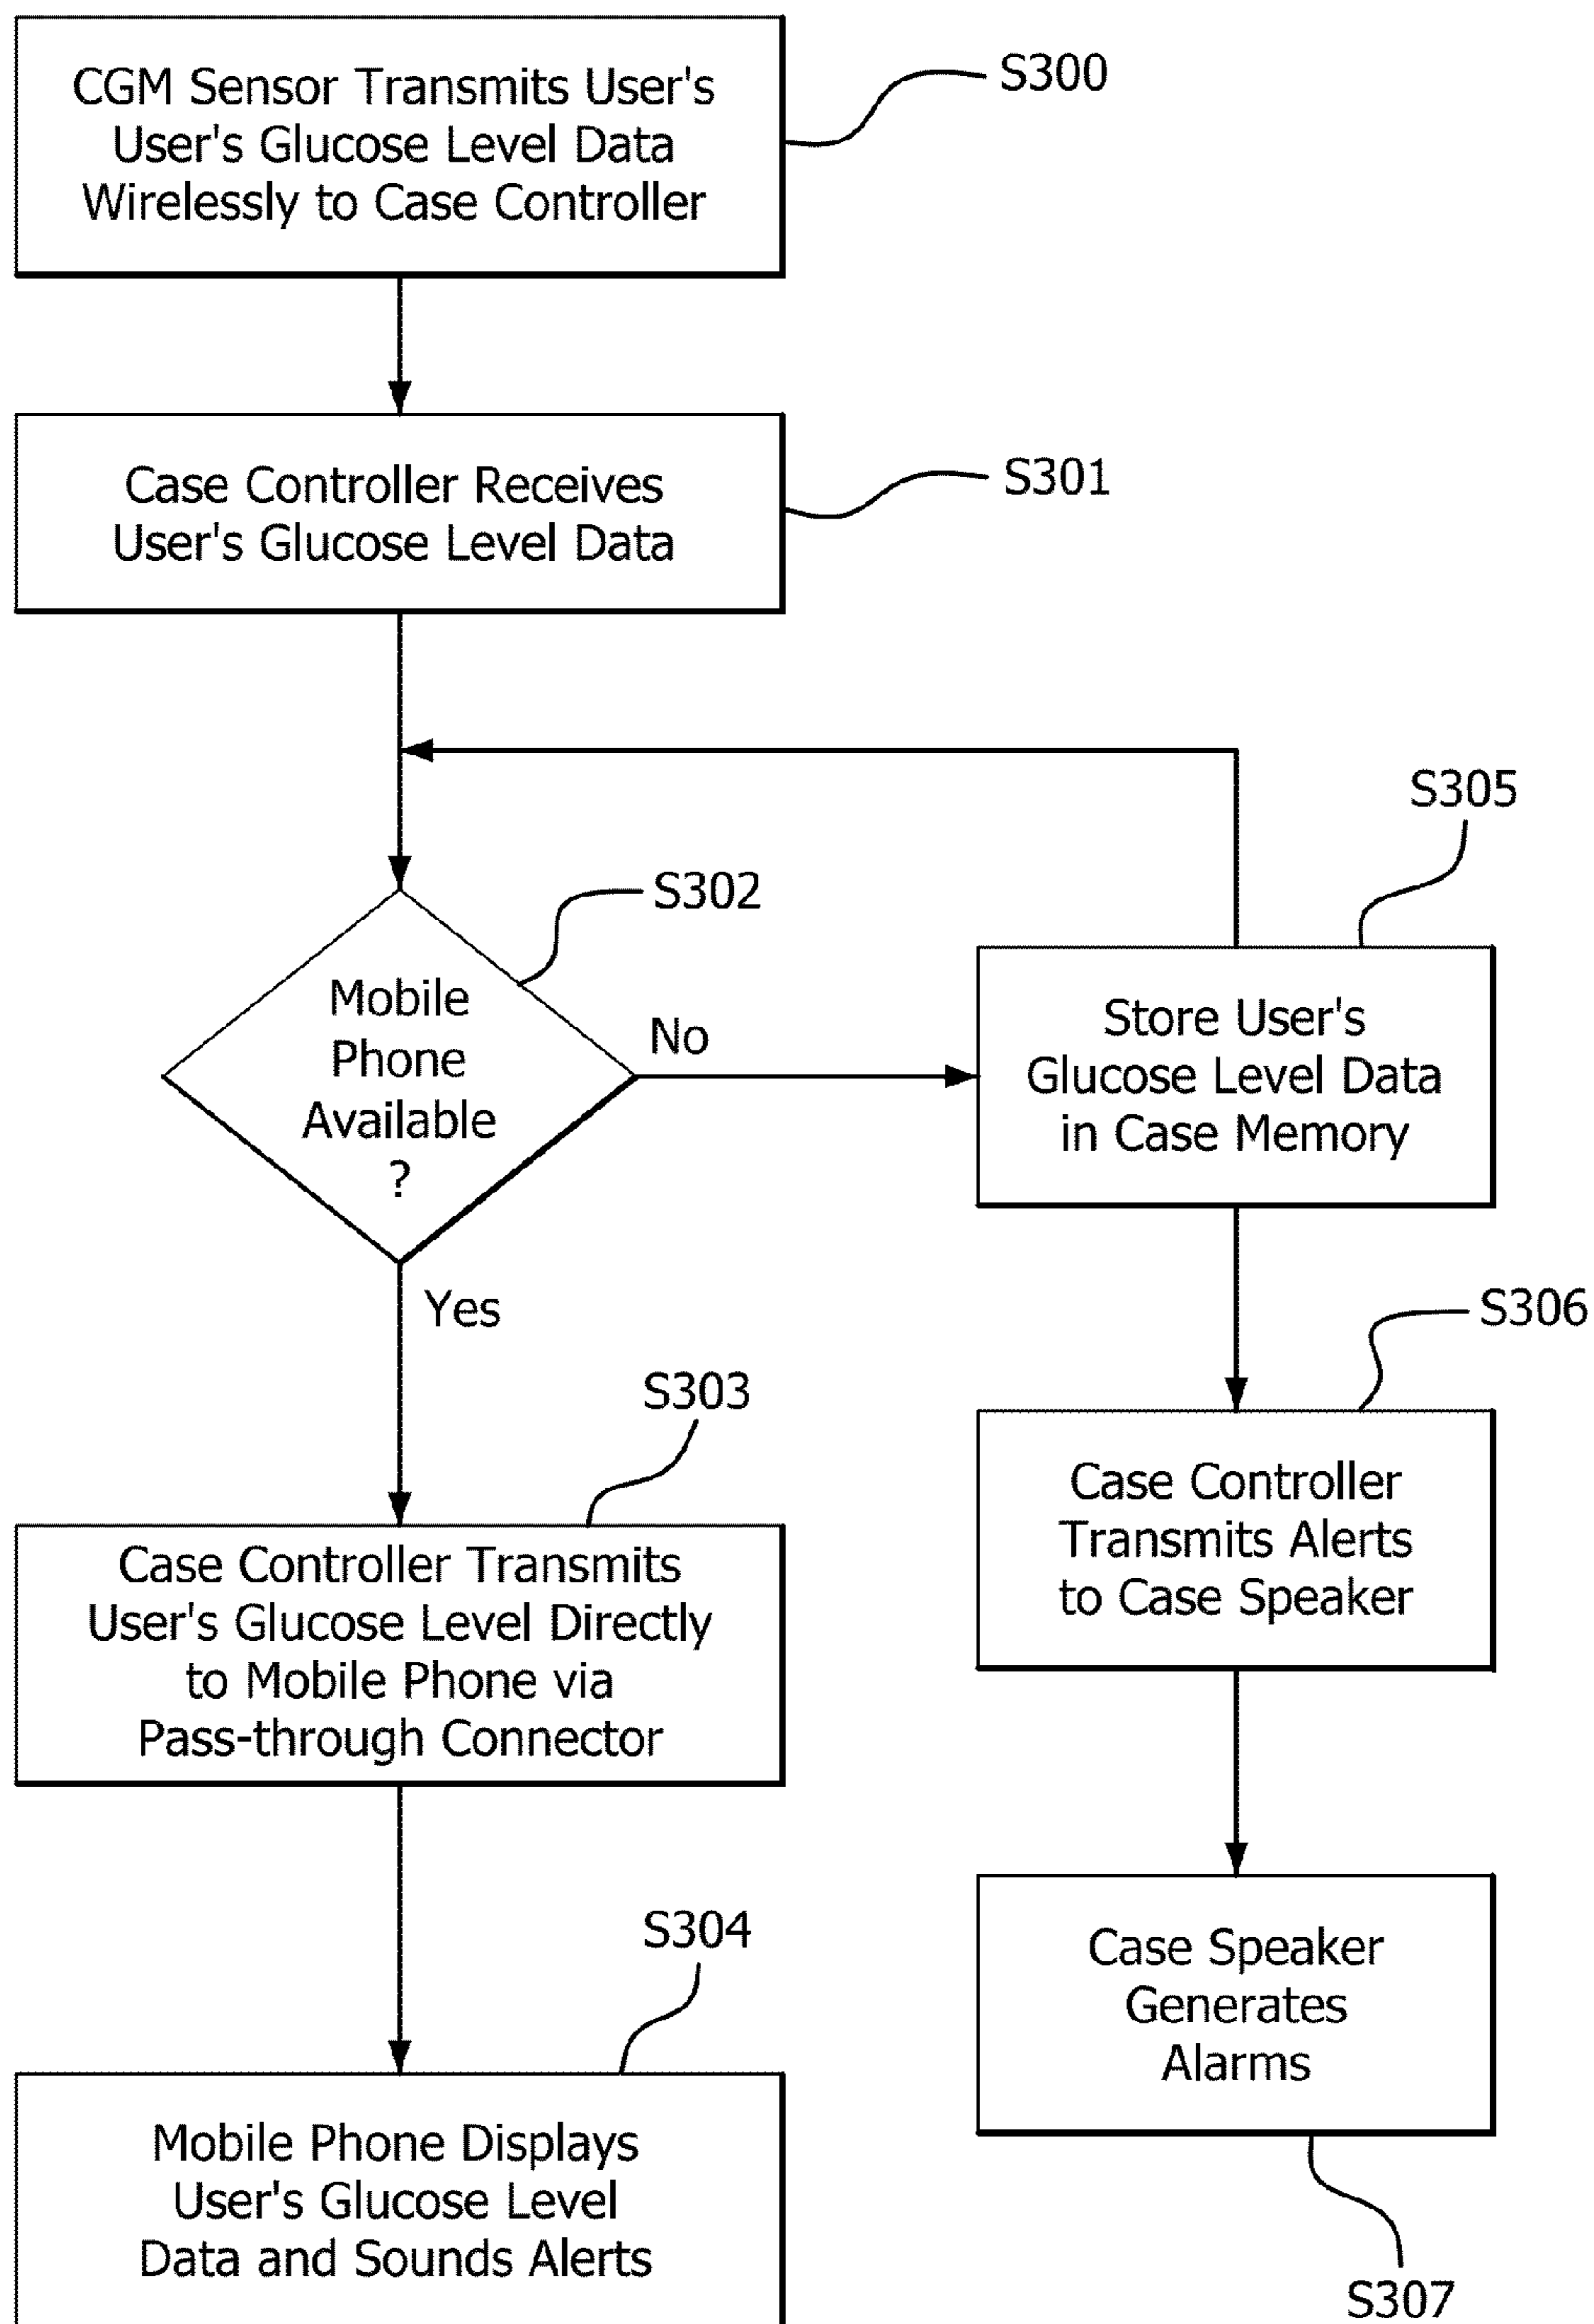 CGM Sensor Transmits User's
User's Glucose Level Data
Wirelessly to Case Controller
S300
Case Controller Receives
User's Glucose Level Data
S301
S302
Mobile
Phone
Available
?
No
Yes
S305
Store User's
Glucose Level Data
in Case Memory
S303
Case Controller Transmits
User's Glucose Level Directly
to Mobile Phone via
Pass-through Connector
S306
Case Controller
Transmits Alerts
to Case Speaker
S304
Mobile Phone Displays
User's Glucose Level
Data and Sounds Alerts
Case Speaker
Generates
Alarms
S307